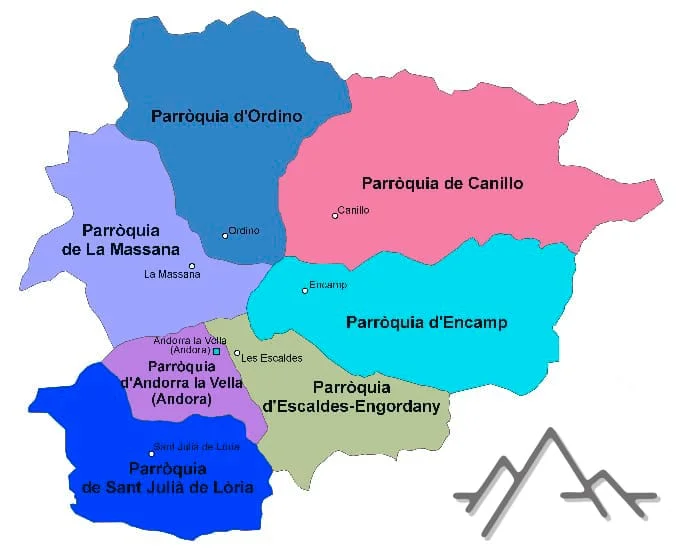 Parròquia d'Ordino
Parròquia de Canillo
Canillo
Parròquia
de La Massana
Ordino
La Massana
Encamp
Parròquia d'Encamp
Andorra la Vella
(Andora)
Les Escaldes
Parròquia
d'Andorra la Vella
(Andora)
Parròquia
d'Escaldes-Engordany
Sant Julià de Lòria
Parròquia
de Sant Julià de Lòria